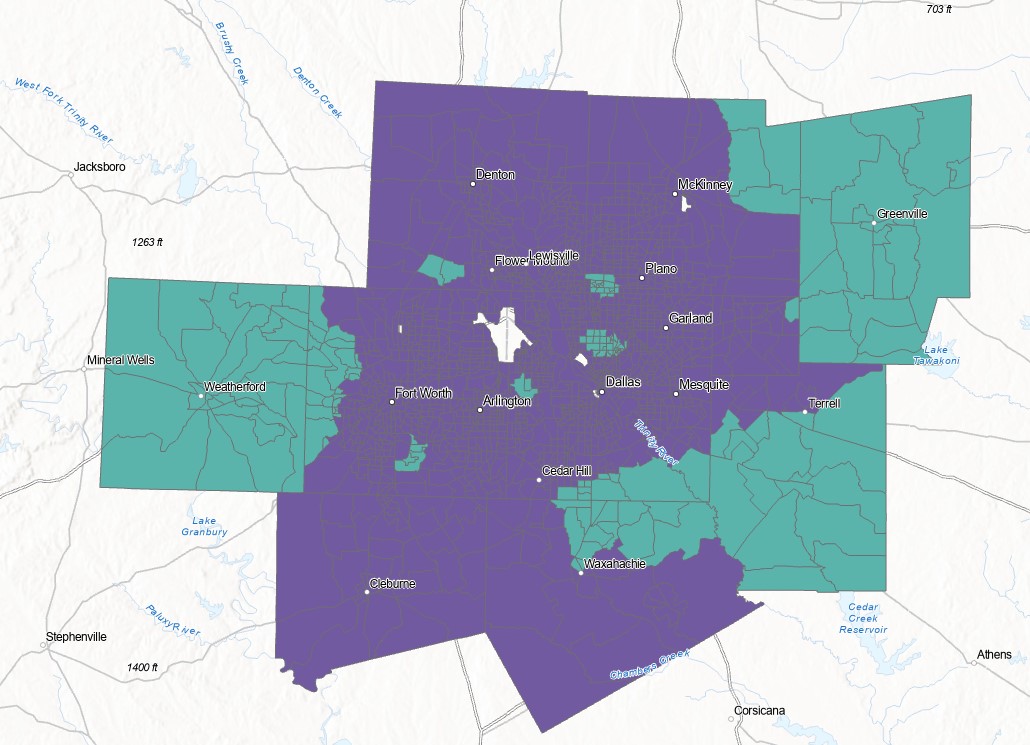 703 ft
Brushy Creek
Denton Creek
West Fork Trinity River
Jacksboro
Denton
McKinney
Greenville
1263 ft
Lewisville
Flower Mound
Plano
Garland
Lake
Tawakoni
Mineral Wells
Weatherford
Fort Worth
Arlington
Dallas
Mesquite
Terrell
Trinity River
Cedar Hill
Lake
Granbury
Waxahachie
Cleburne
Paluxy River
Cedar
Creek
Reservoir
Stephenville
1400 ft
Chambers Creek
Athens
Corsicana